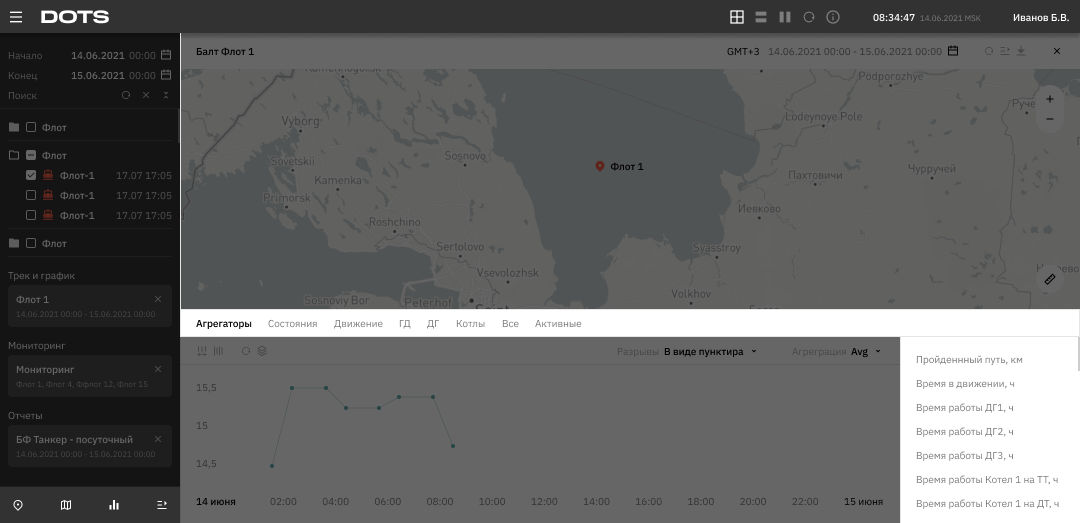 DOTS
08:34:47 14.06.2021 MSK
Иванов Б.В.
Начало 14.06.2021 00:00
Конец 15.06.2021 00:00
Поиск
Флот
Флот
Флот-1 17.07 17:05
Флот-1 17.07 17:05
Флот-1 17.07 17:05
Флот
Трек и график
Флот 1
14.06.2021 00:00 - 15.06.2021 00:00
Мониторинг
Мониторинг
Флот 1, Флот 4, Ффлот 12, Флот 15
Отчеты
БФ Танкер - посуточный
14.06.2021 00:00 - 15.06.2021 00:00
Балт Флот 1
GMT+3 14.06.2021 00:00 - 15.06.2021 00:00
Kamennogorsk
Podporozhye
Vyborg
Lodeynoye Pole
Sovetskii
Sosnovo
Флот 1
Kamenka
Пахтовичи
Чурручей
Primorsk
Иевково
Roshchino
Sertolovo
Syasstroy
Vsevolozhsk
Sosnoviy Bor
Peterhof
Volkhov
Агрегаторы Состояния Движение ГД ДГ Котлы Все Активные
Разрывы В виде пунктира
Агрегация Avg
15,5
15
14,5
14 июня 02:00 04:00 06:00 08:00 10:00 12:00 14:00 16:00 18:00 20:00 22:00 15 июня
Пройденнный путь, км
Время в движении, ч
Время работы ДГ1, ч
Время работы ДГ2, ч
Время работы ДГ3, ч
Время работы Котел 1 на ТТ, ч
Время работы Котел 1 на ДТ, ч